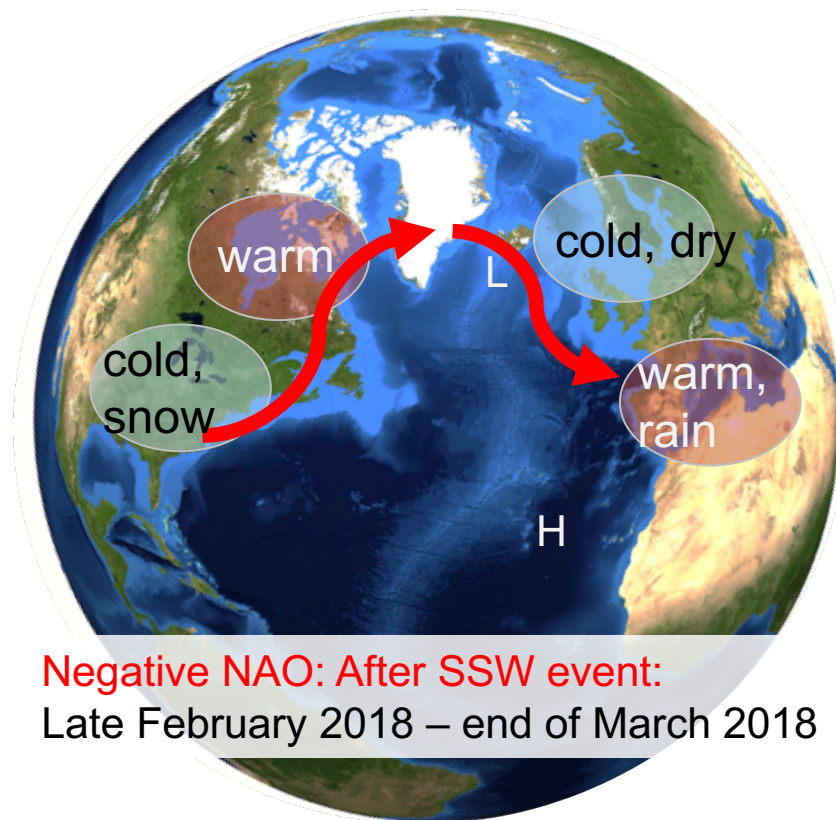 warm
cold, dry
L
cold,
snow
warm,
rain
H
Negative NAO: After SSW event:
Late February 2018 – end of March 2018